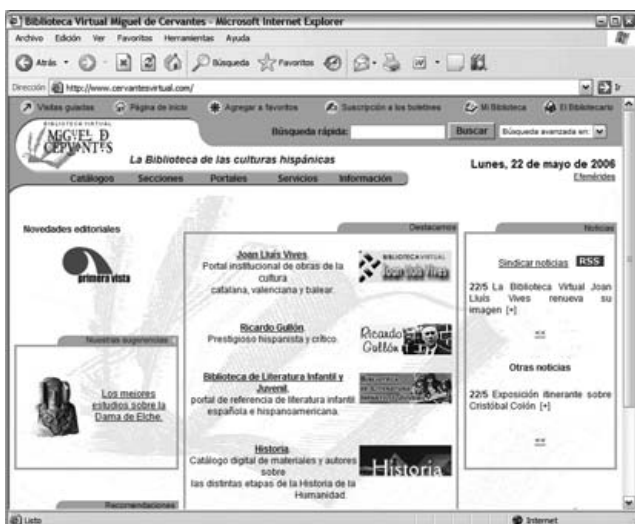 Biblioteca Virtual Miguel de Cervantes - Microsoft Internet Explorer
Archivo Edición Ver Favoritos Herramientas Ayuda
Atrás Búsqueda Favoritos
Dirección http://www.cervantesvirtual.com/ Ir
Visitas guiadas Página de Inicio Agregar a favoritos Suscripción a los boletines Mi Biblioteca El Bibliotecario
BIBLIOTECA VIRTUAL
MIGVEL D
CERVANTES
Búsqueda rápida: Buscar Búsqueda avanzada en:
La Biblioteca de las culturas hispánicas
Lunes, 22 de mayo de 2006
Efemérides
Catálogos Secciones Portales Servicios Información
Novedades editoriales
primera vista
Nuestras sugerencias
Los mejores
estudios sobre la
Dama de Elche.
Recomendaciones
Destacamos
Joan Lluís Vives.
Portal institucional de obras de la
cultura
catalana, valenciana y balear.
BIBLIOTECA VIRTUAL
Joan Lluís Vives
Ricardo Gullón.
Prestigioso hispanista y crítico.
Ricardo
Gullón
Biblioteca de Literatura Infantil y
Juvenil,
portal de referencia de literatura infantil
española e hispanoamericana.
Historia.
Catálogo digital de materiales y autores
sobre
las distintas etapas de la Historia de la
Humanidad.
Historia
Noticias
Sindicar noticias RSS
22/5 La Biblioteca Virtual Joan
Lluís Vives renueva su
imagen [+]
<<
Otras noticias
22/5 Exposición itinerante sobre
Cristóbal Colón [+]
<<
Listo Internet